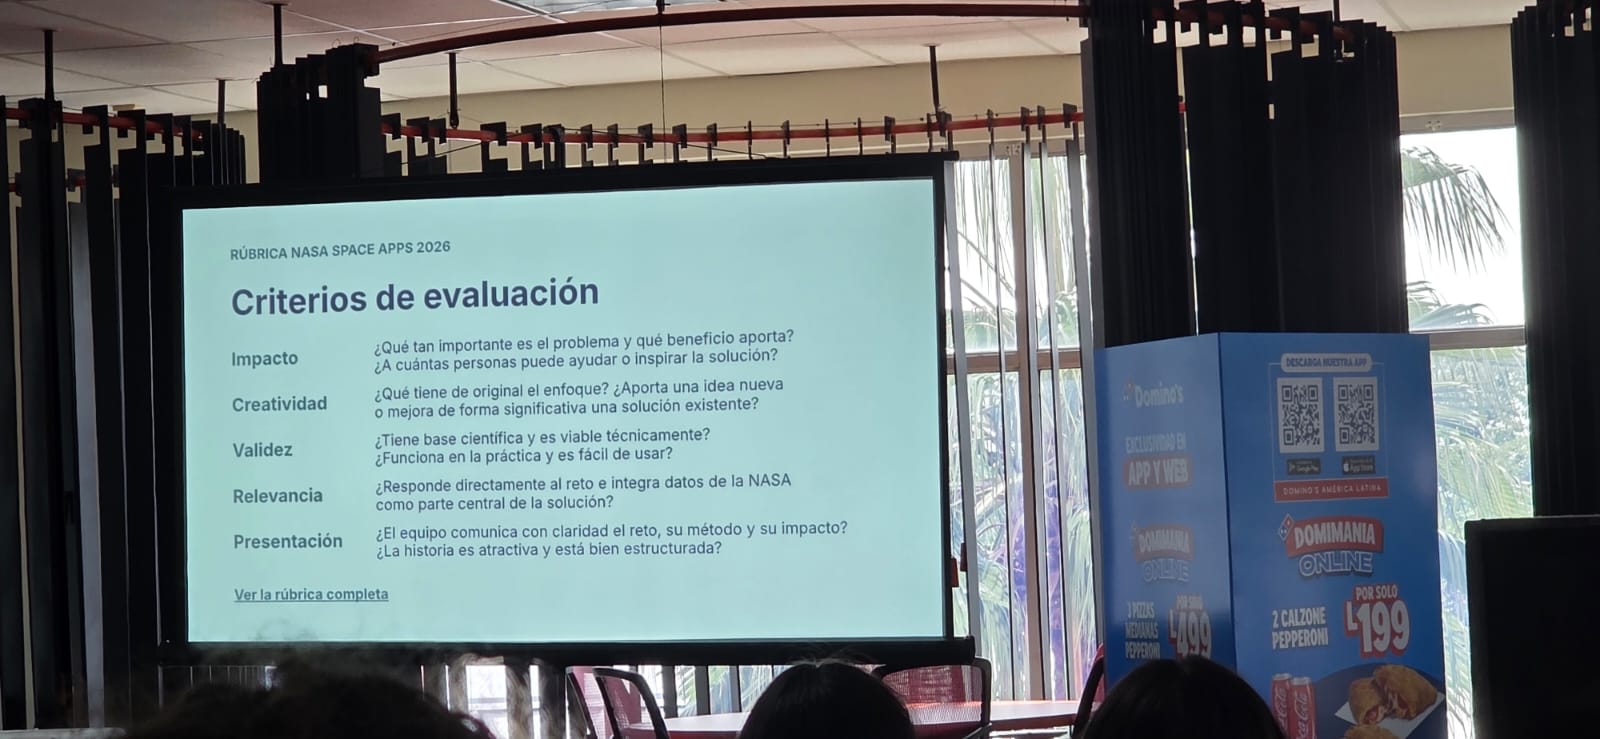 RÚBRICA NASA SPACE APPS 2026
Criterios de evaluación
Impacto
¿Qué tan importante es el problema y qué beneficio aporta?
¿A cuántas personas puede ayudar o inspirar la solución?
Creatividad
¿Qué tiene de original el enfoque? ¿Aporta una idea nueva
o mejora de forma significativa una solución existente?
Validez
¿Tiene base científica y es viable técnicamente?
¿Funciona en la práctica y es fácil de usar?
Relevancia
¿Responde directamente al reto e integra datos de la NASA
como parte central de la solución?
Presentación
¿El equipo comunica con claridad el reto, su método y su impacto?
¿La historia es atractiva y está bien estructurada?
Ver la rúbrica completa
Domino's
EXCLUSIVIDAD EN
APP Y WEB
DOMIMANIA
ONLINE
3 PIZZAS
MEDIANAS
PEPPERONI
POR SOLO
L499
DESCARGA NUESTRA APP
Google Play
App Store
DOMINO'S AMÉRICA LATINA
DOMIMANIA
ONLINE
2 CALZONE
PEPPERONI
POR SOLO
L199
Coca-Cola